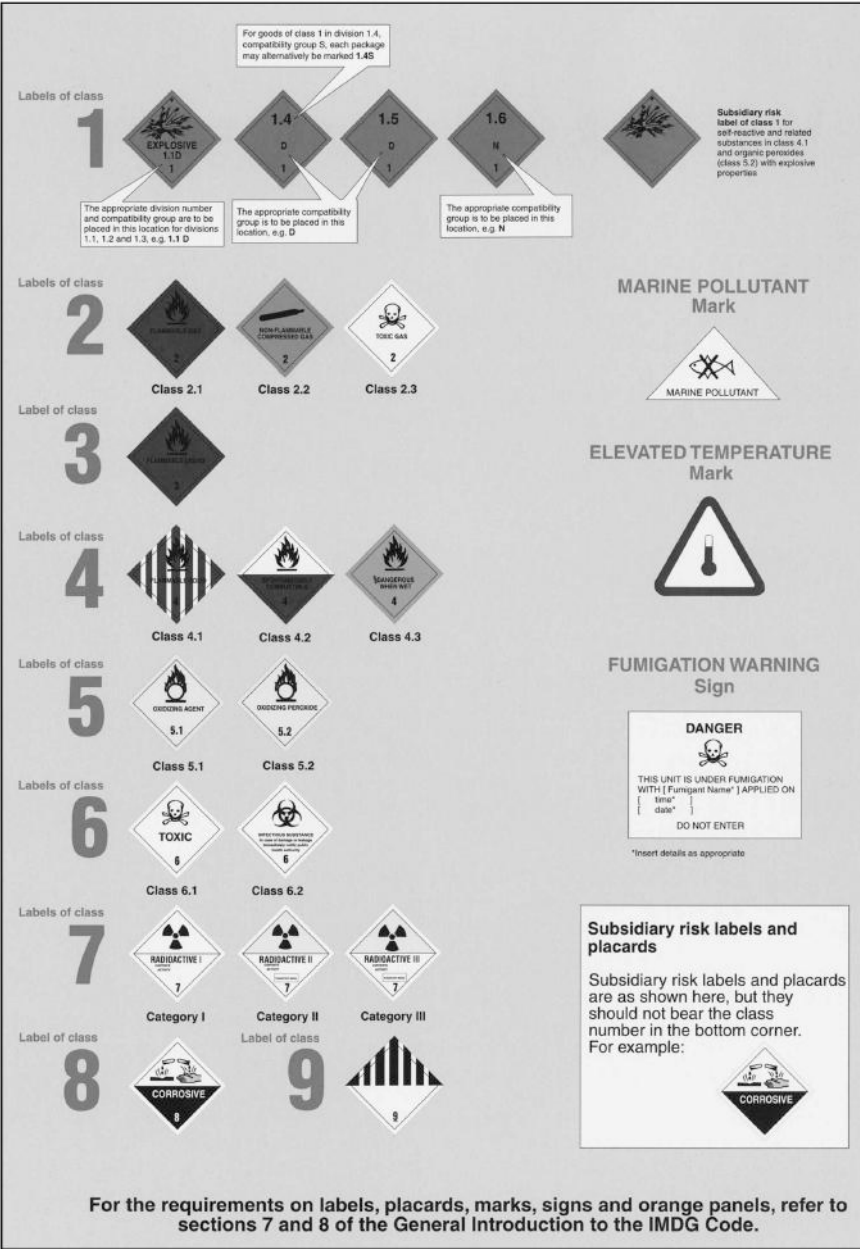 For goods of class 1 in division 1.4,
compatibility group S, each package
may alternatively be marked 1.4S
Labels of class
1
EXPLOSIVE
1.1D
1
1.4
D
1
1.5
D
1
1.6
N
1
Subsidiary risk
label of class 1 for
self-reactive and related
substances in class 4.1
and organic peroxides
(class 5.2) with explosive
properties
The appropriate division number
and compatibility group are to be
placed in this location for divisions
1.1, 1.2 and 1.3, e.g. 1.1 D
The appropriate compatibility
group is to be placed in this
location, e.g. D
The appropriate compatibility
group is to be placed in this
location, e.g. N
Labels of class
2
FLAMMABLE GAS
2
NON-FLAMMABLE
COMPRESSED GAS
2
TOXIC GAS
2
Class 2.1
Class 2.2
Class 2.3
MARINE POLLUTANT
Mark
MARINE POLLUTANT
Label of class
3
FLAMMABLE LIQUID
3
ELEVATED TEMPERATURE
Mark
Labels of class
4
FLAMMABLE SOLID
4
SPONTANEOUSLY
COMBUSTIBLE
4
DANGEROUS
WHEN WET
4
Class 4.1
Class 4.2
Class 4.3
Labels of class
5
OXIDIZING AGENT
5.1
OXIDIZING PEROXIDE
5.2
Class 5.1
Class 5.2
FUMIGATION WARNING
Sign
DANGER
THIS UNIT IS UNDER FUMIGATION
WITH [ Fumigant Name* ] APPLIED ON
[ time* ]
[ date* ]
DO NOT ENTER
*Insert details as appropriate
Labels of class
6
TOXIC
6
INFECTIOUS SUBSTANCE
In case of damage or leakage
immediately notify public
health authority
6
Class 6.1
Class 6.2
Labels of class
7
RADIOACTIVE I
7
RADIOACTIVE II
7
RADIOACTIVE III
7
Category I
Category II
Category III
Label of class
8
CORROSIVE
8
Label of class
9
9
Subsidiary risk labels and
placards
Subsidiary risk labels and placards
are as shown here, but they
should not bear the class
number in the bottom corner.
For example:
CORROSIVE
For the requirements on labels, placards, marks, signs and orange panels, refer to
sections 7 and 8 of the General Introduction to the IMDG Code.